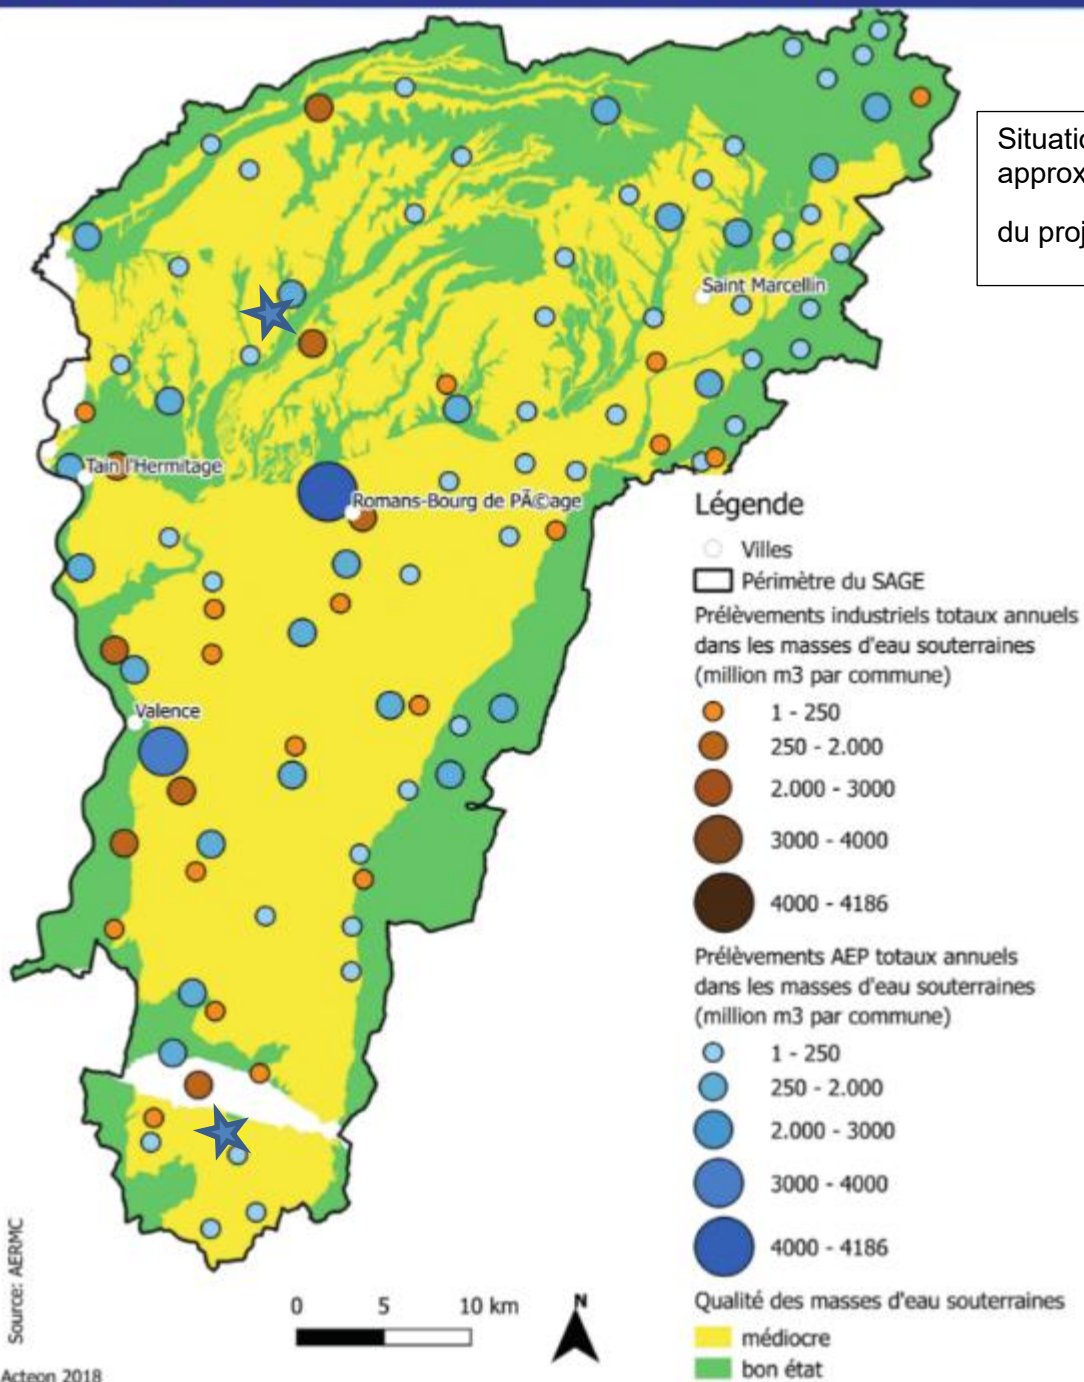 Situatio
approx
du proj
Saint Marcellin
Tain l'Hermitage
Romans-Bourg de PÃ©age
Valence
Légende
Villes
Périmètre du SAGE
Prélèvements industriels totaux annuels
dans les masses d'eau souterraines
(million m3 par commune)
1 - 250
250 - 2.000
2.000 - 3000
3000 - 4000
4000 - 4186
Prélèvements AEP totaux annuels
dans les masses d'eau souterraines
(million m3 par commune)
1 - 250
250 - 2.000
2.000 - 3000
3000 - 4000
4000 - 4186
Qualité des masses d'eau souterraines
médiocre
bon état
0 5 10 km
N
Source: AERMC
Acteon 2018